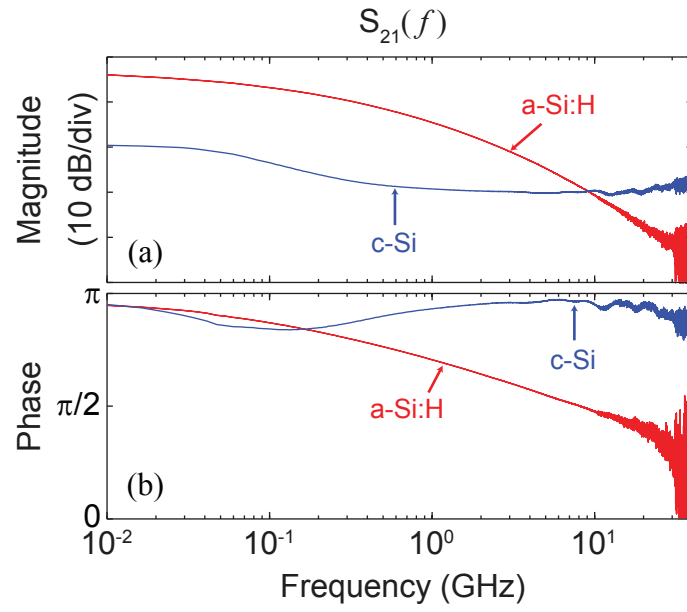 S₂₁(f)
Magnitude
(10 dB/div)
a-Si:H
c-Si
(a)
π
π/2
0
Phase
c-Si
a-Si:H
(b)
10⁻² 10⁻¹ 10⁰ 10¹
Frequency (GHz)